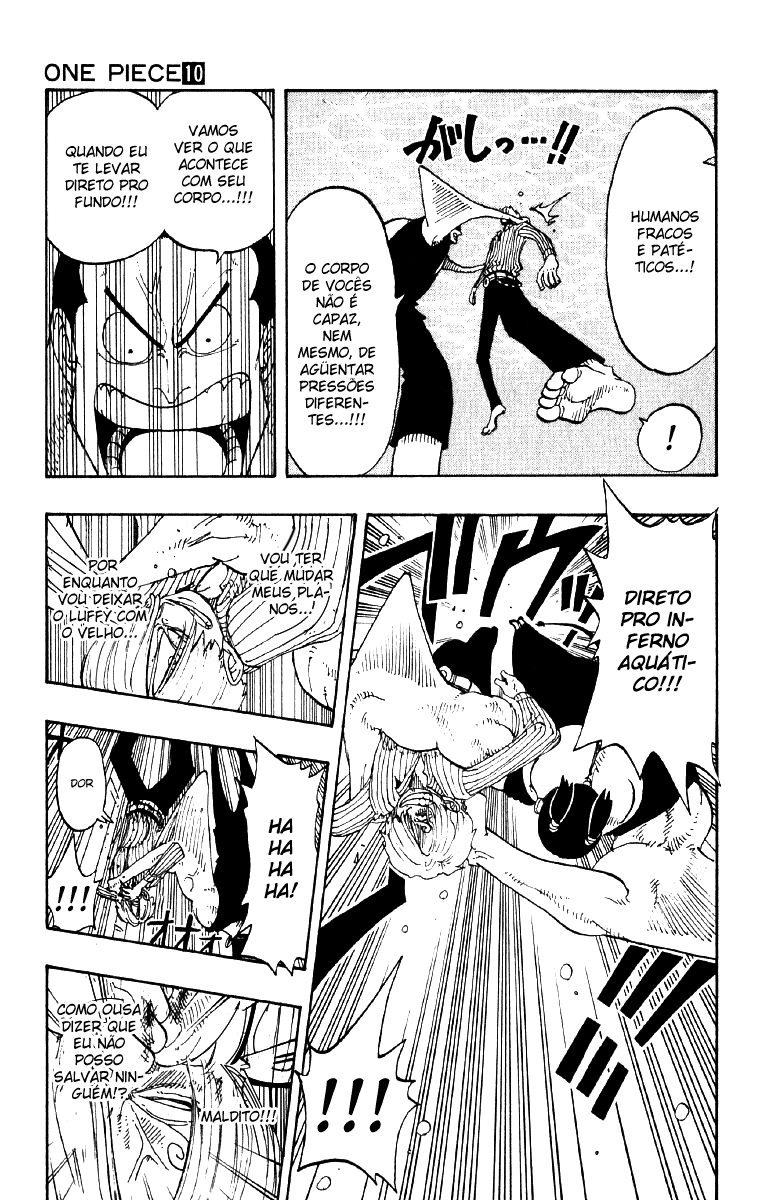 ONE PIECE 10
HUMANOS
FRACOS
E PATÉ-
TICOS...!
がしっ…!!
O CORPO
DE VOCÊS
NÃO É
CAPAZ,
NEM
MESMO, DE
AGÜENTAR
PRESSÕES
DIFEREN-
TES...!!!
!
VAMOS
VER O QUE
ACONTECE
COM SEU
CORPO...!!!
QUANDO EU
TE LEVAR
DIRETO PRO
FUNDO!!!
DIRETO
PRO IN-
FERNO
AQUÁTI-
CO!!!
!!!
VOU TER
QUE MUDAR
MEUS PLA-
NOS...!
POR
ENQUANTO,
VOU DEIXAR
O LUFFY COM
O VELHO...
HA
HA
HA
HA!
DOR
!!!
オオォ
COMO OUSA
DIZER QUE
EU NÃO
POSSO
SALVAR NIN-
GUÉM!?
MALDITO!!!